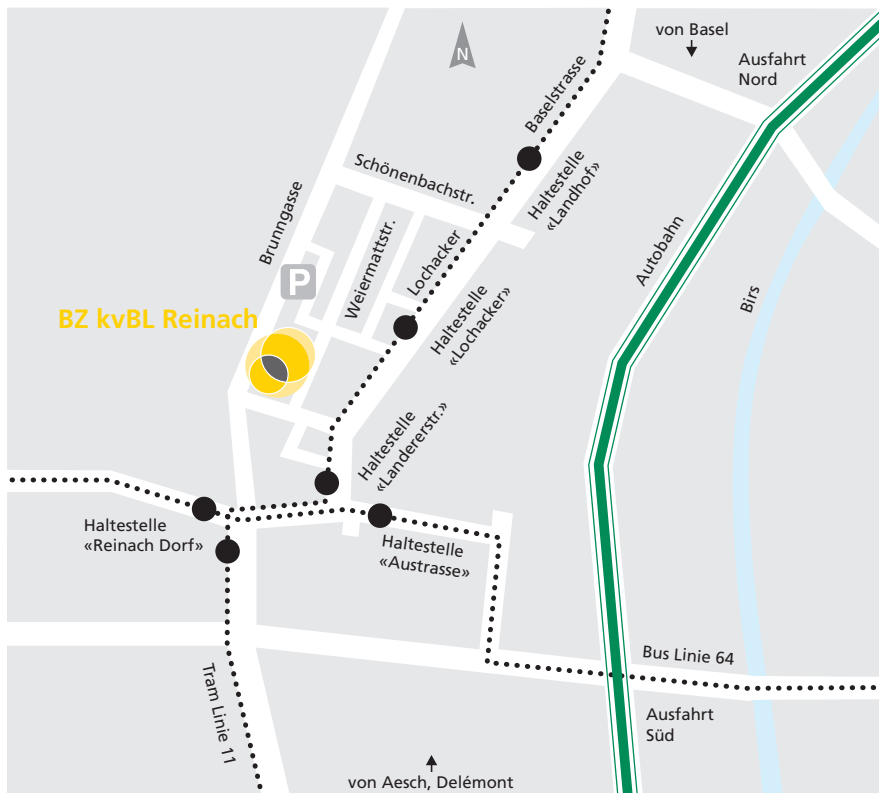 von Basel
Ausfahrt
Nord
N
Baselstrasse
Schönenbachstr.
Haltestelle
«Landhof»
Brunngasse
Autobahn
P
Weiermattstr.
Lochacker
Haltestelle
«Lochacker»
Birs
BZ kvBL Reinach
Haltestelle
«Landererstr.»
Haltestelle
«Reinach Dorf»
Haltestelle
«Austrasse»
Bus Linie 64
Tram Linie 11
Ausfahrt
Süd
von Aesch, Delémont